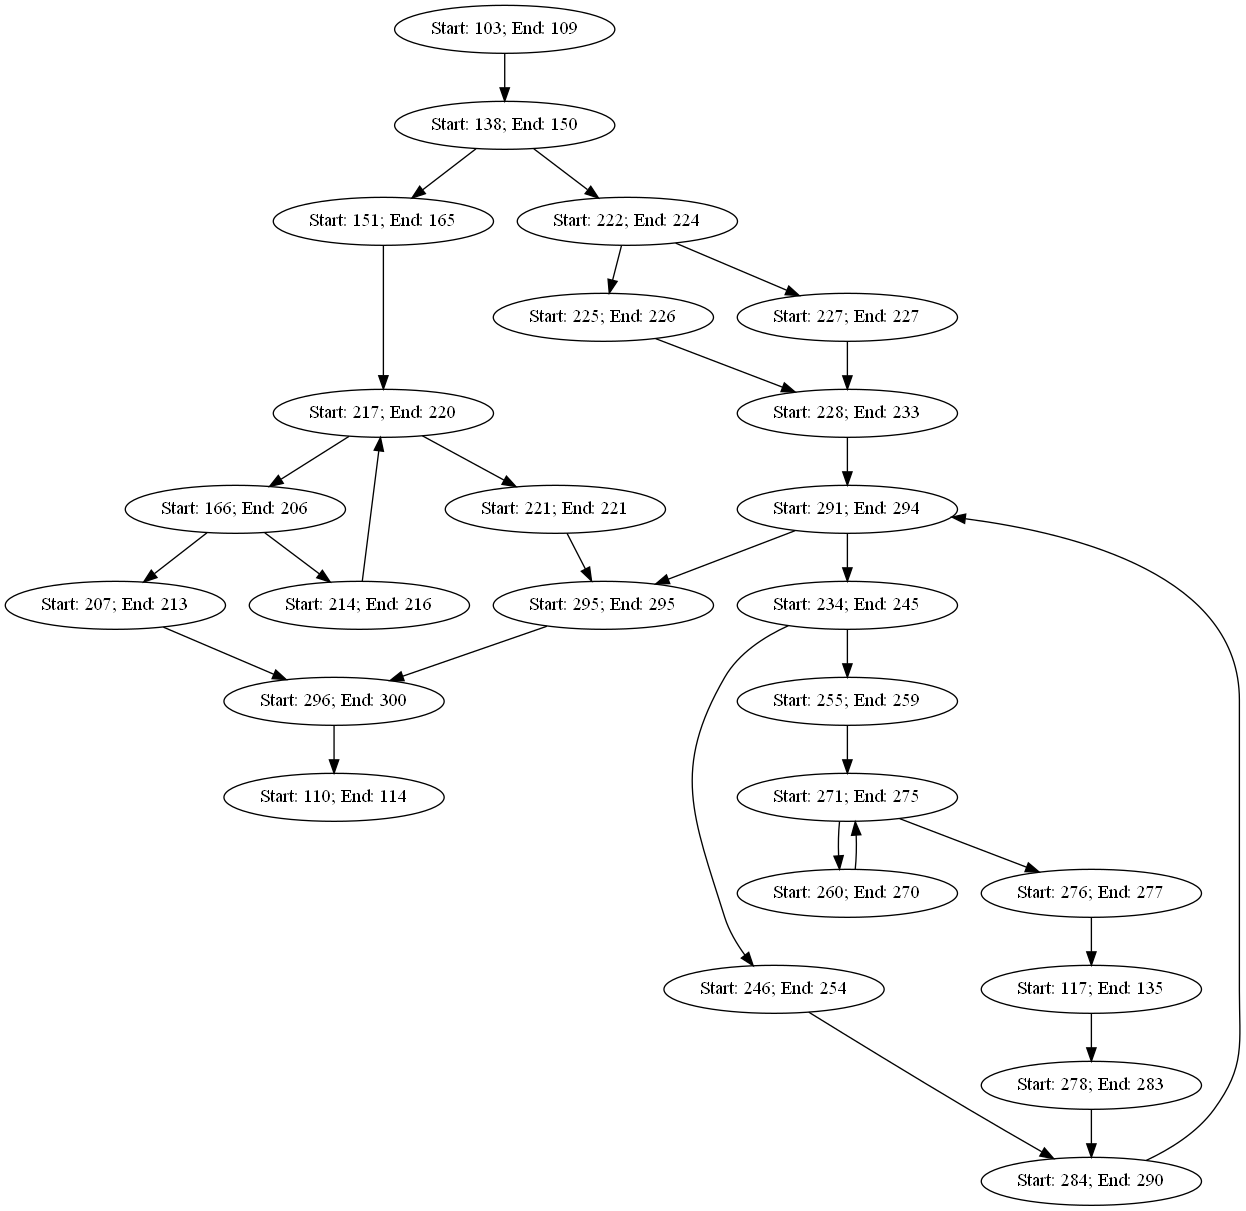 Start: 103; End: 109
Start: 138; End: 150
Start: 151; End: 165
Start: 222; End: 224
Start: 225; End: 226
Start: 227; End: 227
Start: 217; End: 220
Start: 228; End: 233
Start: 166; End: 206
Start: 221; End: 221
Start: 291; End: 294
Start: 207; End: 213
Start: 214; End: 216
Start: 295; End: 295
Start: 234; End: 245
Start: 296; End: 300
Start: 255; End: 259
Start: 110; End: 114
Start: 271; End: 275
Start: 260; End: 270
Start: 276; End: 277
Start: 246; End: 254
Start: 117; End: 135
Start: 278; End: 283
Start: 284; End: 290